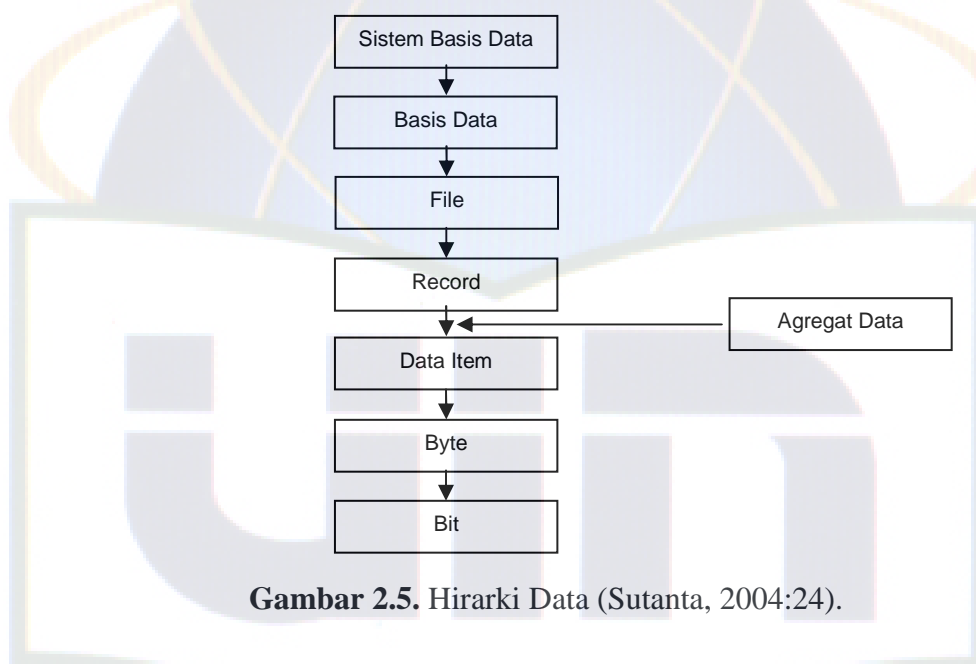 Sistem Basis Data
Basis Data
File
Record
Agregat Data
Data Item
Byte
Bit
Gambar 2.5. Hirarki Data (Sutanta, 2004:24).
uin